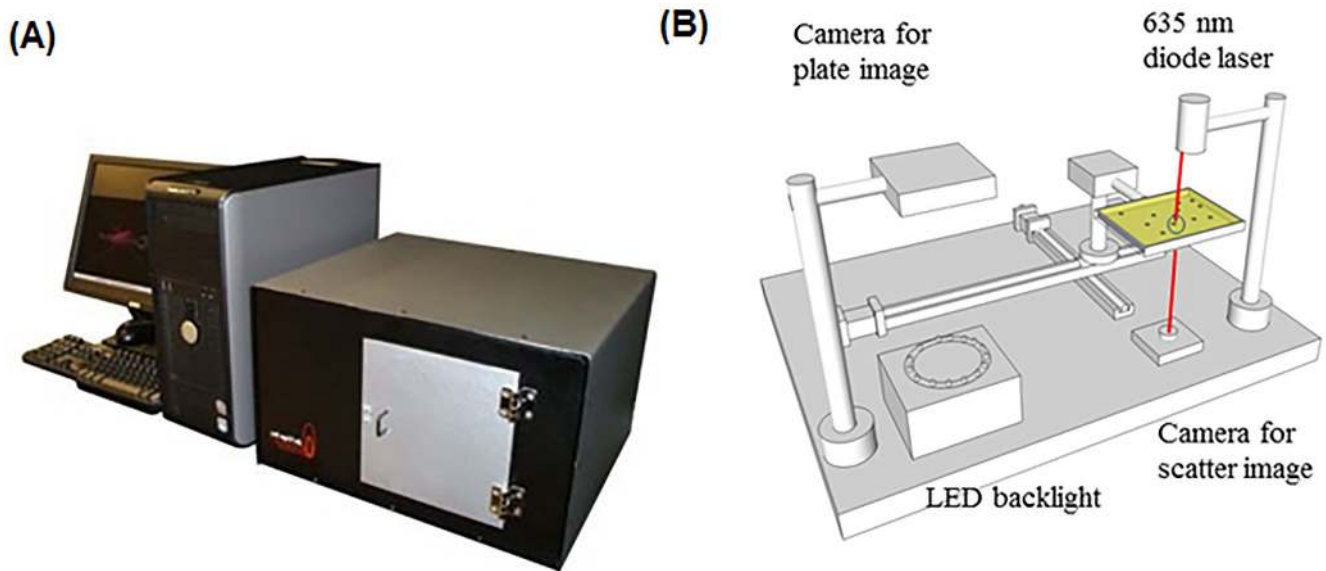 (A)
(B)
Camera for
plate image
635 nm
diode laser
Camera for
scatter image
LED backlight